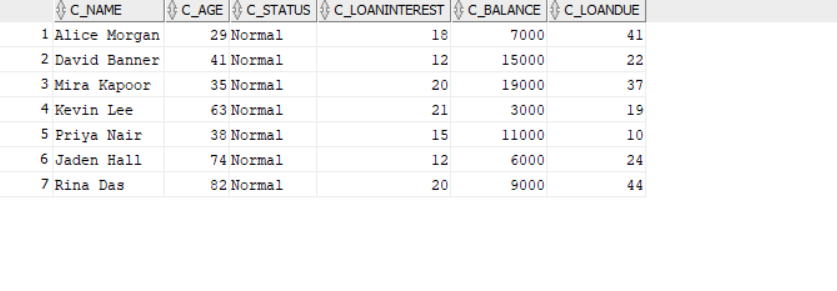 C_NAME C_AGE C_STATUS C_LOANINTEREST C_BALANCE C_LOANDUE
1 Alice Morgan 29 Normal 18 7000 41
2 David Banner 41 Normal 12 15000 22
3 Mira Kapoor 35 Normal 20 19000 37
4 Kevin Lee 63 Normal 21 3000 19
5 Priya Nair 38 Normal 15 11000 10
6 Jaden Hall 74 Normal 12 6000 24
7 Rina Das 82 Normal 20 9000 44